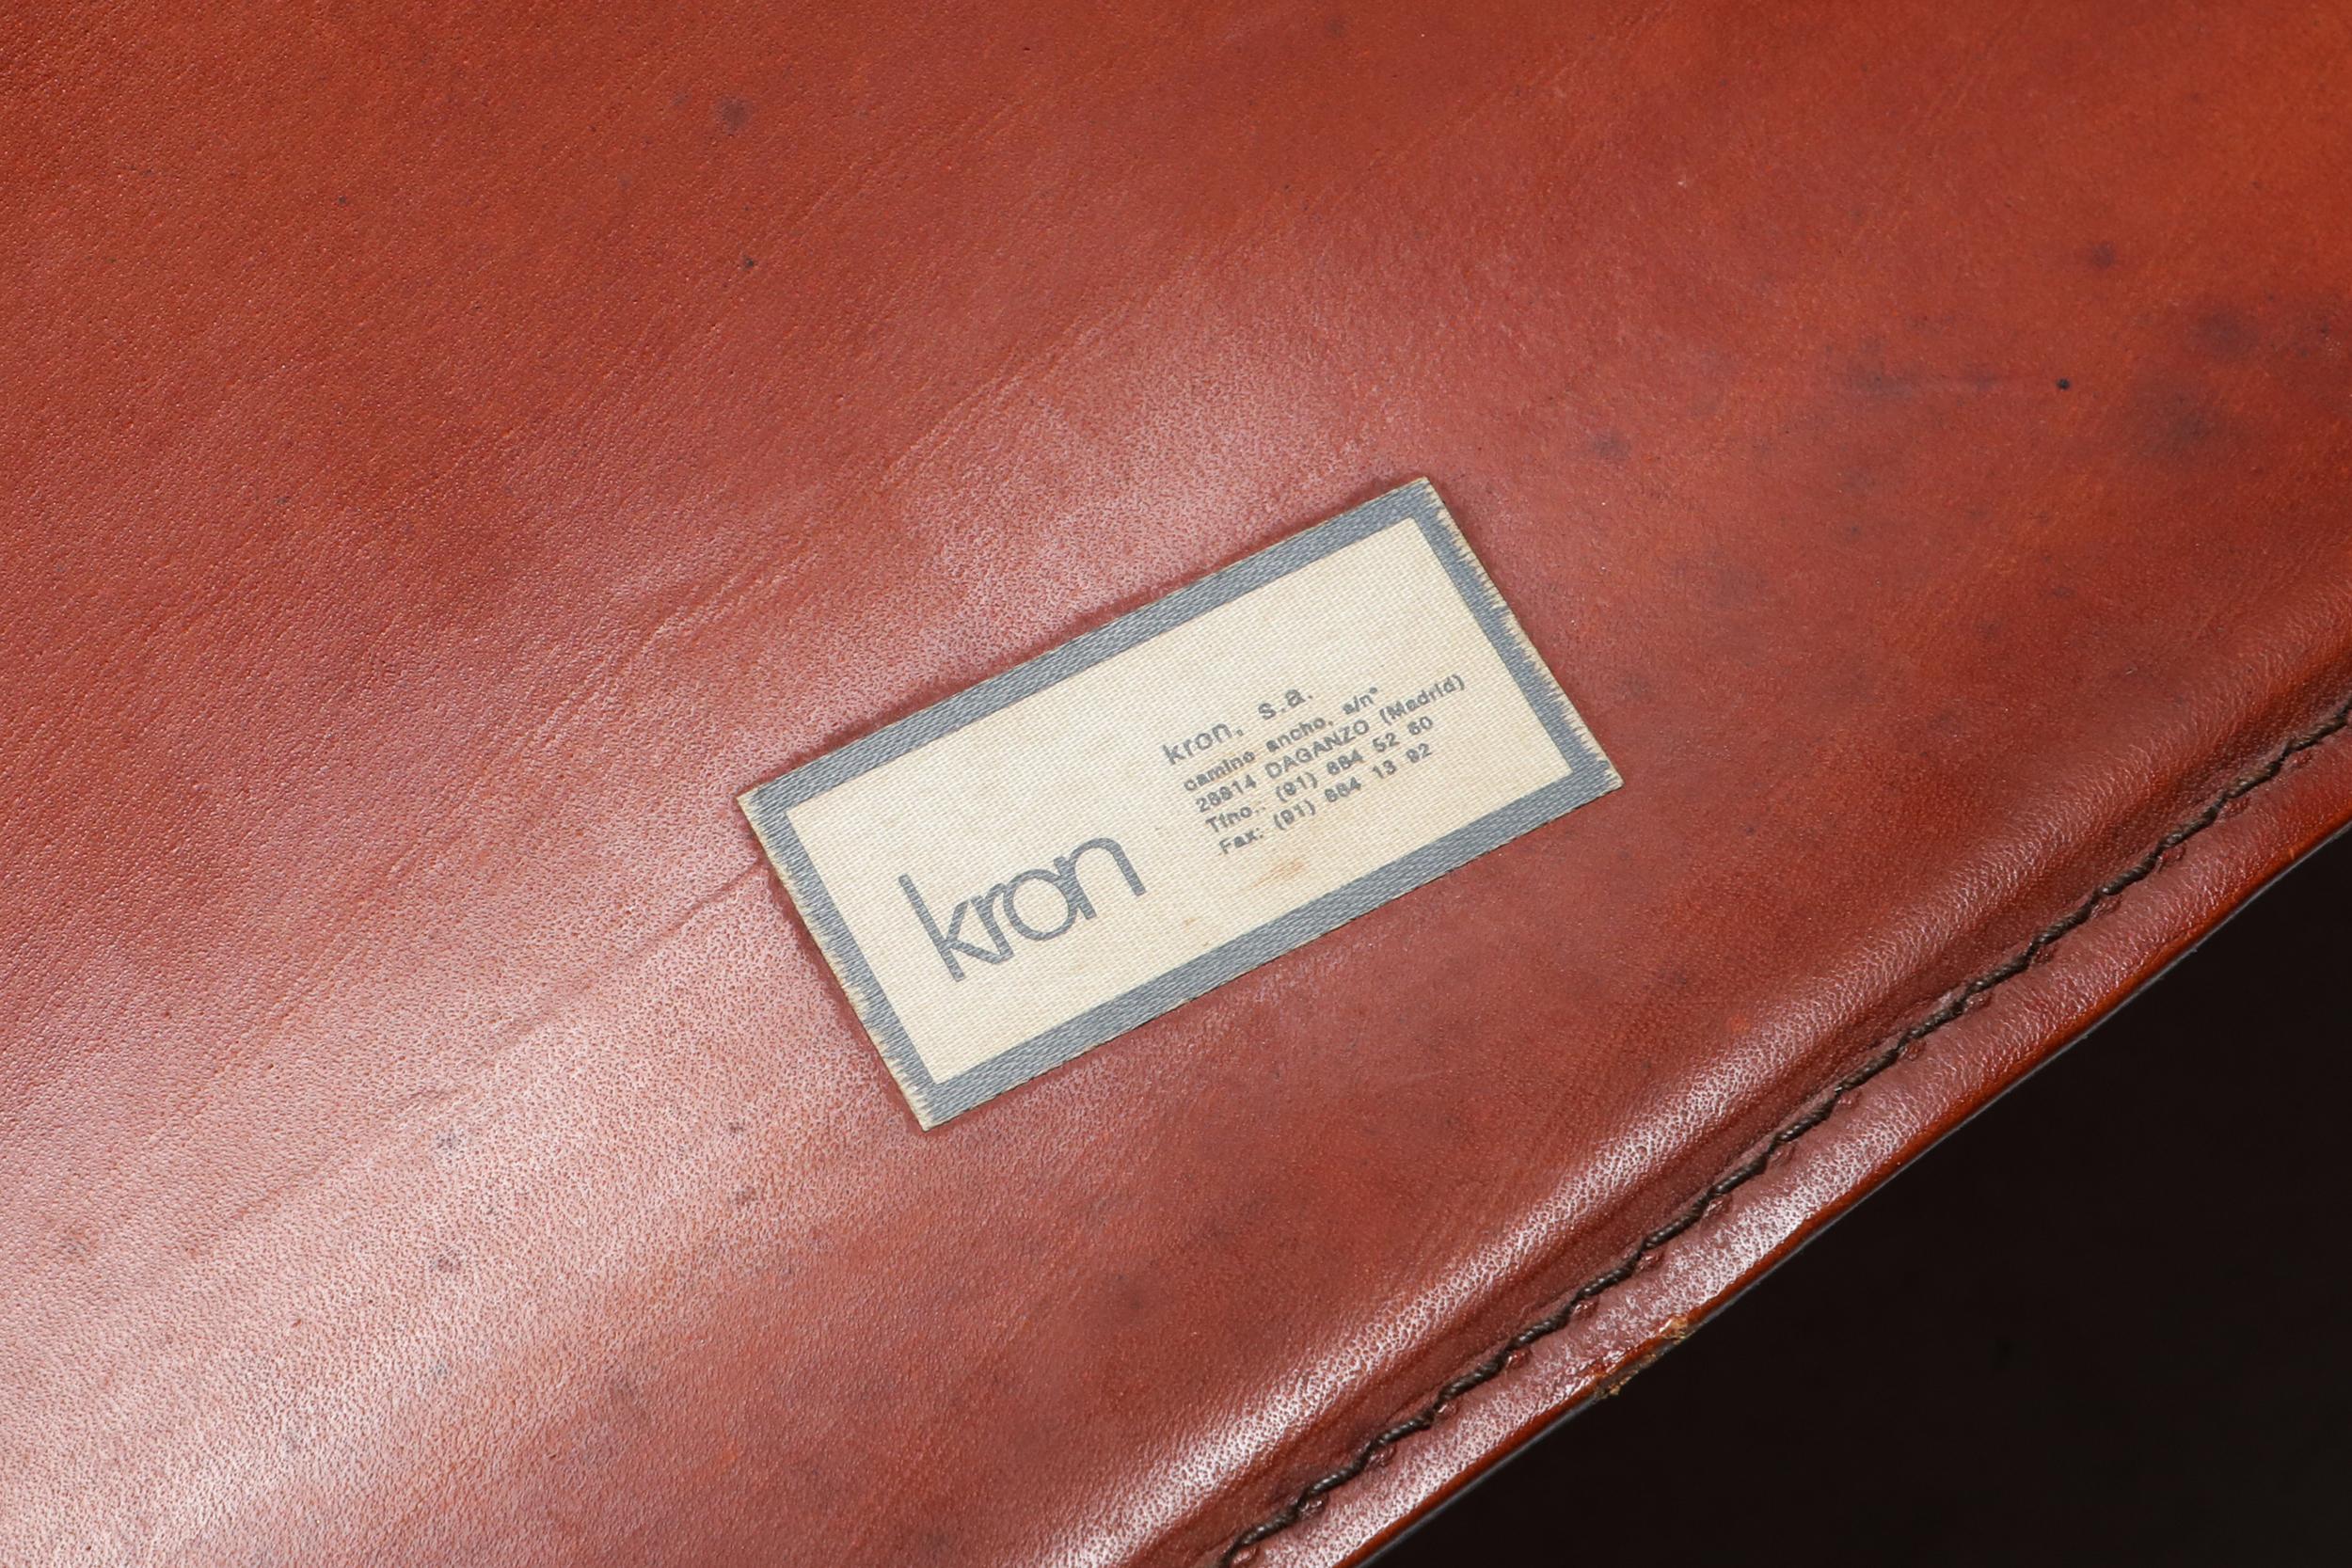 kron
kron, s.a.
camino ancho, s/n°
28814 DAGANZO (Madrid)
Tfno.: (91) 884 52 60
Fax: (91) 884 13 92